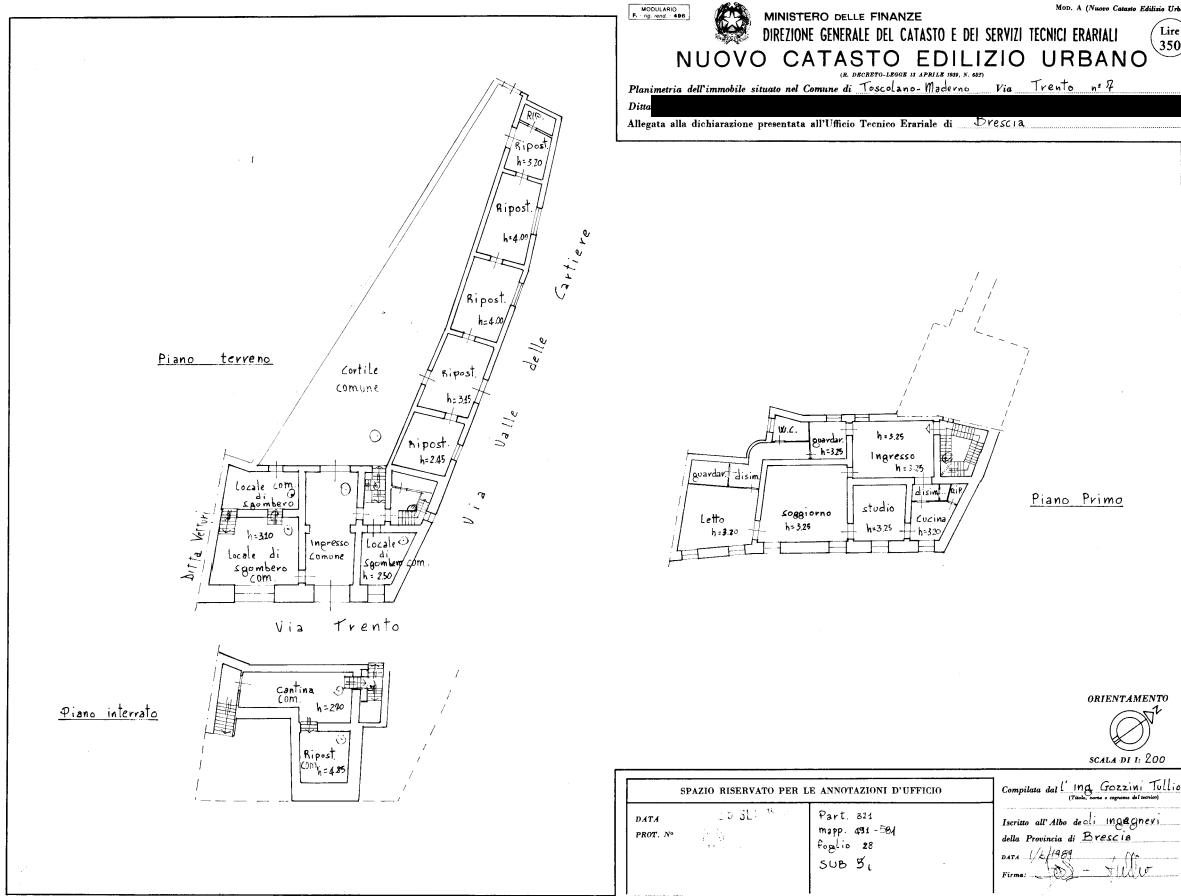 MODULARIO
F. - rig. rend. - 496
Mod. A (Nuovo Catasto Edilizio Urb
MINISTERO DELLE FINANZE
DIREZIONE GENERALE DEL CATASTO E DEI SERVIZI TECNICI ERARIALI
NUOVO CATASTO EDILIZIO URBANO
(R. DECRETO-LEGGE 13 APRILE 1939, N. 652)
Lire
350
Planimetria dell'immobile situato nel Comune di Toscolano-Maderno Via Trento n° 7
Ditta
Allegata alla dichiarazione presentata all'Ufficio Tecnico Erariale di Brescia
Piano terreno
Rip.
Ripost.
h=3.20
Ripost.
h=4.00
Ripost.
h=4.00
Ripost.
h=3.15
Ripost.
h=2.45
Cortile
comune
Via Valle delle Cartiere
Locale com.
di
sgombero
h=3.10
Locale di
sgombero
com.
Ingresso
comune
Locale
di
sgombero com.
h=2.50
Ditta Verruri
Via Trento
Piano interrato
Cantina
com.
h=2.90
Ripost.
com.
h=4.85
Piano Primo
W.C.
guardar.
h=3.25
h=3.25
Ingresso
h=3.25
guardar.
disim.
Letto
h=3.20
Soggiorno
h=3.25
studio
h=3.25
disim.
RIP.
Cucina
h=3.20
ORIENTAMENTO
N
SCALA DI 1: 200
SPAZIO RISERVATO PER LE ANNOTAZIONI D'UFFICIO
DATA
PROT. N°
Part. 321
mapp. 491-581
foglio 28
SUB 5
Compilata dal l'ing Gozzini Tullio
(Titolo, nome e cognome del tecnico)
Iscritto all'Albo degli ingegneri
della Provincia di Brescia
DATA
Firma: